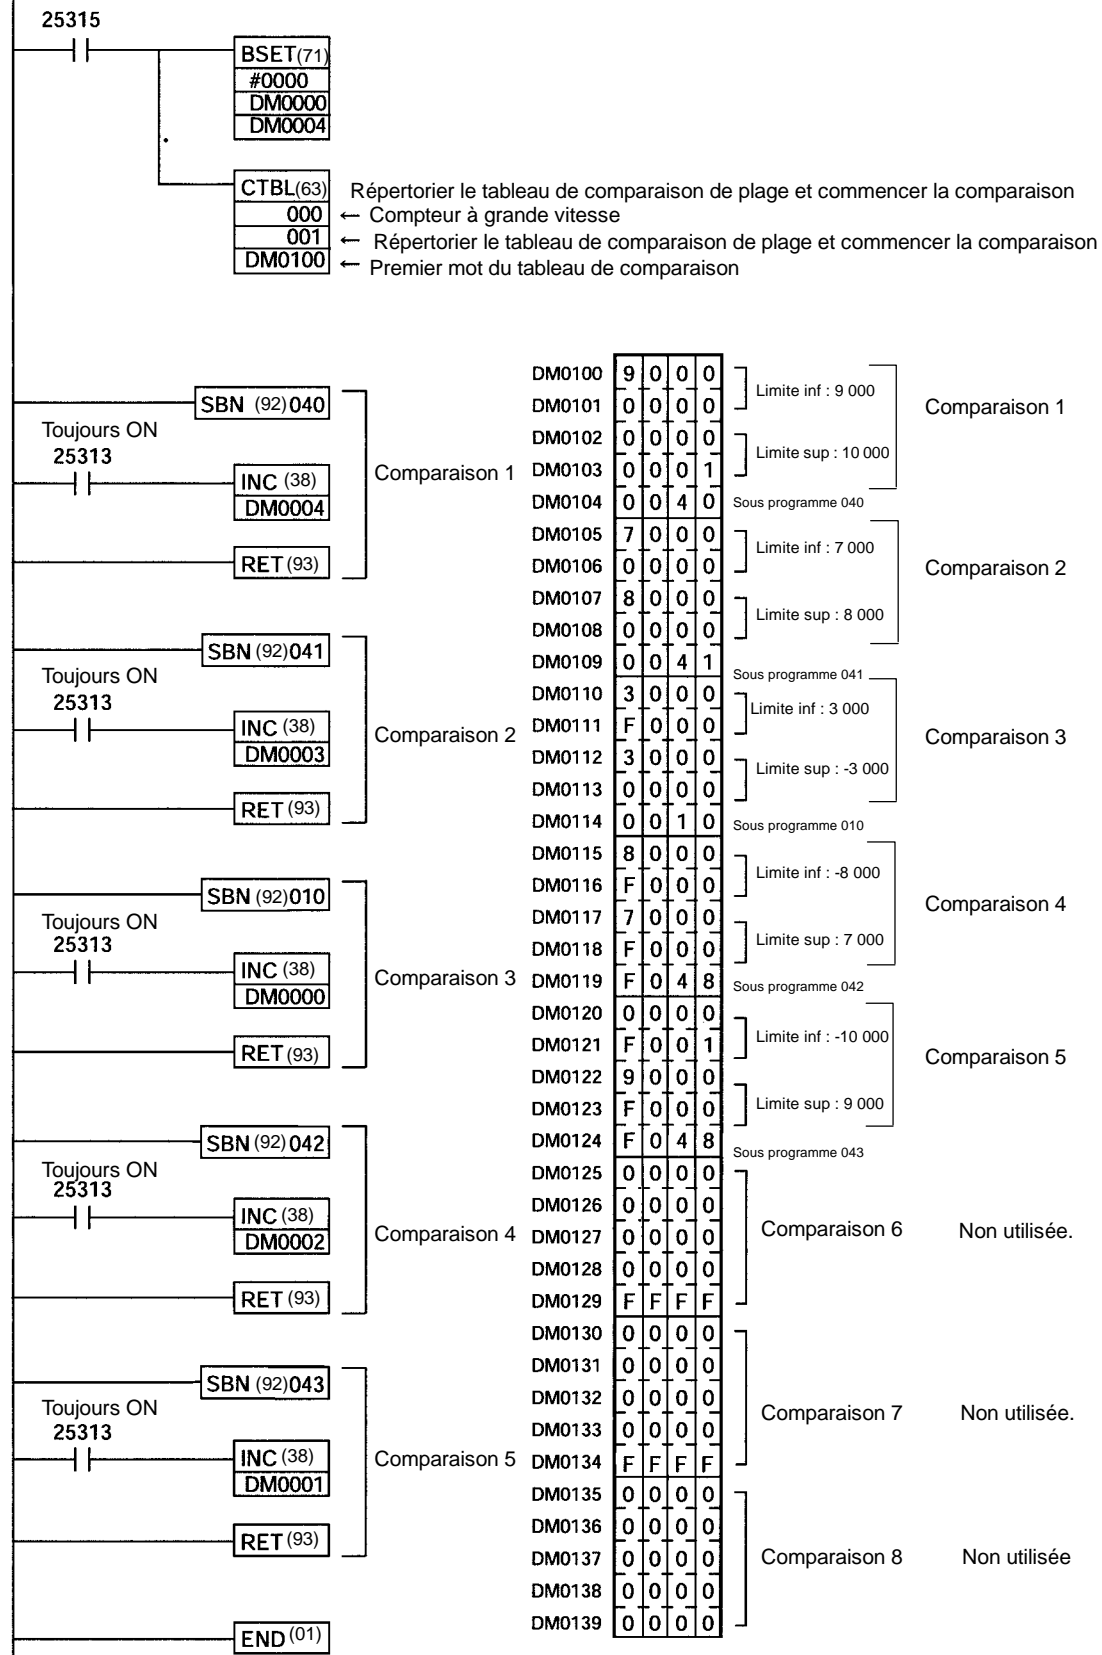 25315
BSET(71)
#0000
DM0000
DM0004
CTBL(63) Répertorier le tableau de comparaison de plage et commencer la comparaison
000 ← Compteur à grande vitesse
001 ← Répertorier le tableau de comparaison de plage et commencer la comparaison
DM0100 ← Premier mot du tableau de comparaison
SBN (92)040
Toujours ON
25313
INC (38)
DM0004
RET (93)
Comparaison 1
SBN (92)041
Toujours ON
25313
INC (38)
DM0003
RET (93)
Comparaison 2
SBN (92)010
Toujours ON
25313
INC (38)
DM0000
RET (93)
Comparaison 3
SBN (92)042
Toujours ON
25313
INC (38)
DM0002
RET (93)
Comparaison 4
SBN (92)043
Toujours ON
25313
INC (38)
DM0001
RET (93)
Comparaison 5
END (01)
DM0100 9 0 0 0
Limite inf : 9 000
DM0101 0 0 0 0
Comparaison 1
DM0102 0 0 0 0
Limite sup : 10 000
DM0103 0 0 0 1
DM0104 0 0 4 0 Sous programme 040
DM0105 7 0 0 0
Limite inf : 7 000
DM0106 0 0 0 0
Comparaison 2
DM0107 8 0 0 0
Limite sup : 8 000
DM0108 0 0 0 0
DM0109 0 0 4 1 Sous programme 041
DM0110 3 0 0 0
Limite inf : 3 000
DM0111 F 0 0 0
Comparaison 3
DM0112 3 0 0 0
Limite sup : -3 000
DM0113 0 0 0 0
DM0114 0 0 1 0 Sous programme 010
DM0115 8 0 0 0
Limite inf : -8 000
DM0116 F 0 0 0
Comparaison 4
DM0117 7 0 0 0
Limite sup : 7 000
DM0118 F 0 0 0
DM0119 F 0 4 8 Sous programme 042
DM0120 0 0 0 0
Limite inf : -10 000
DM0121 F 0 0 1
Comparaison 5
DM0122 9 0 0 0
Limite sup : 9 000
DM0123 F 0 0 0
DM0124 F 0 4 8 Sous programme 043
DM0125 0 0 0 0
DM0126 0 0 0 0
DM0127 0 0 0 0
Comparaison 6 Non utilisée.
DM0128 0 0 0 0
DM0129 F F F F
DM0130 0 0 0 0
DM0131 0 0 0 0
DM0132 0 0 0 0
Comparaison 7 Non utilisée.
DM0133 0 0 0 0
DM0134 F F F F
DM0135 0 0 0 0
DM0136 0 0 0 0
DM0137 0 0 0 0
Comparaison 8 Non utilisée
DM0138 0 0 0 0
DM0139 0 0 0 0